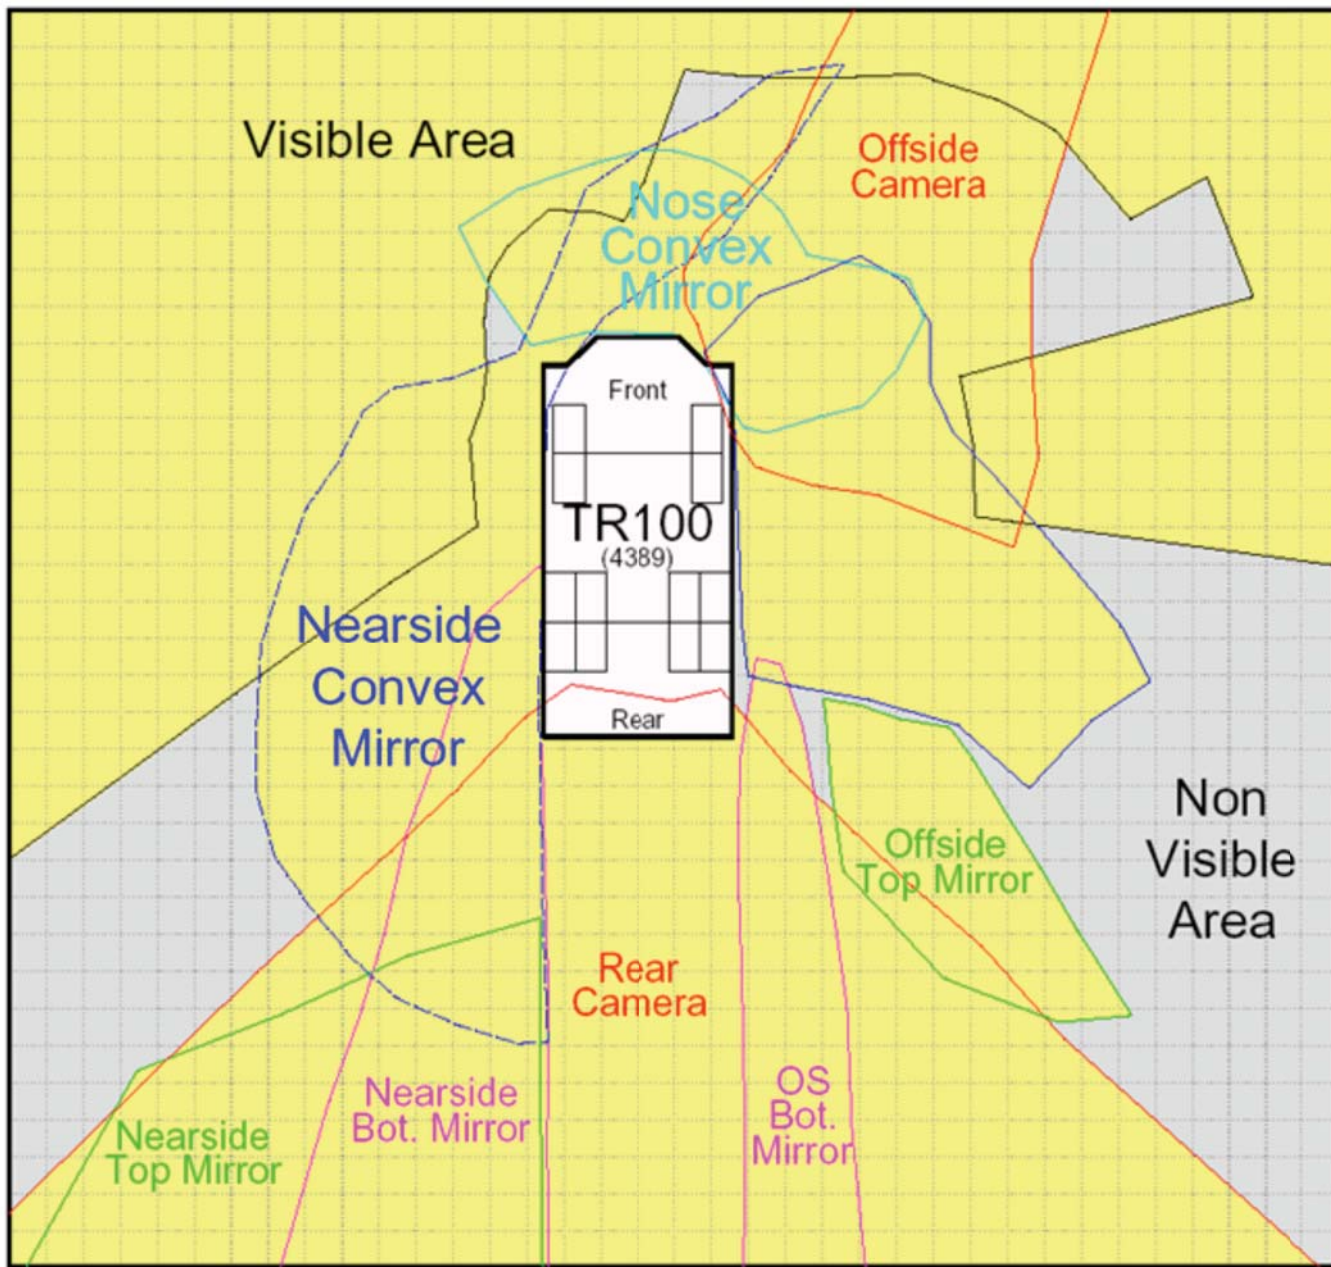 Visible Area
Offside
Camera
Nose
Convex
Mirror
Front
TR100
(4389)
Nearside
Convex
Mirror
Rear
Non
Visible
Area
Offside
Top Mirror
Rear
Camera
Nearside
Bot. Mirror
OS
Bot.
Mirror
Nearside
Top Mirror